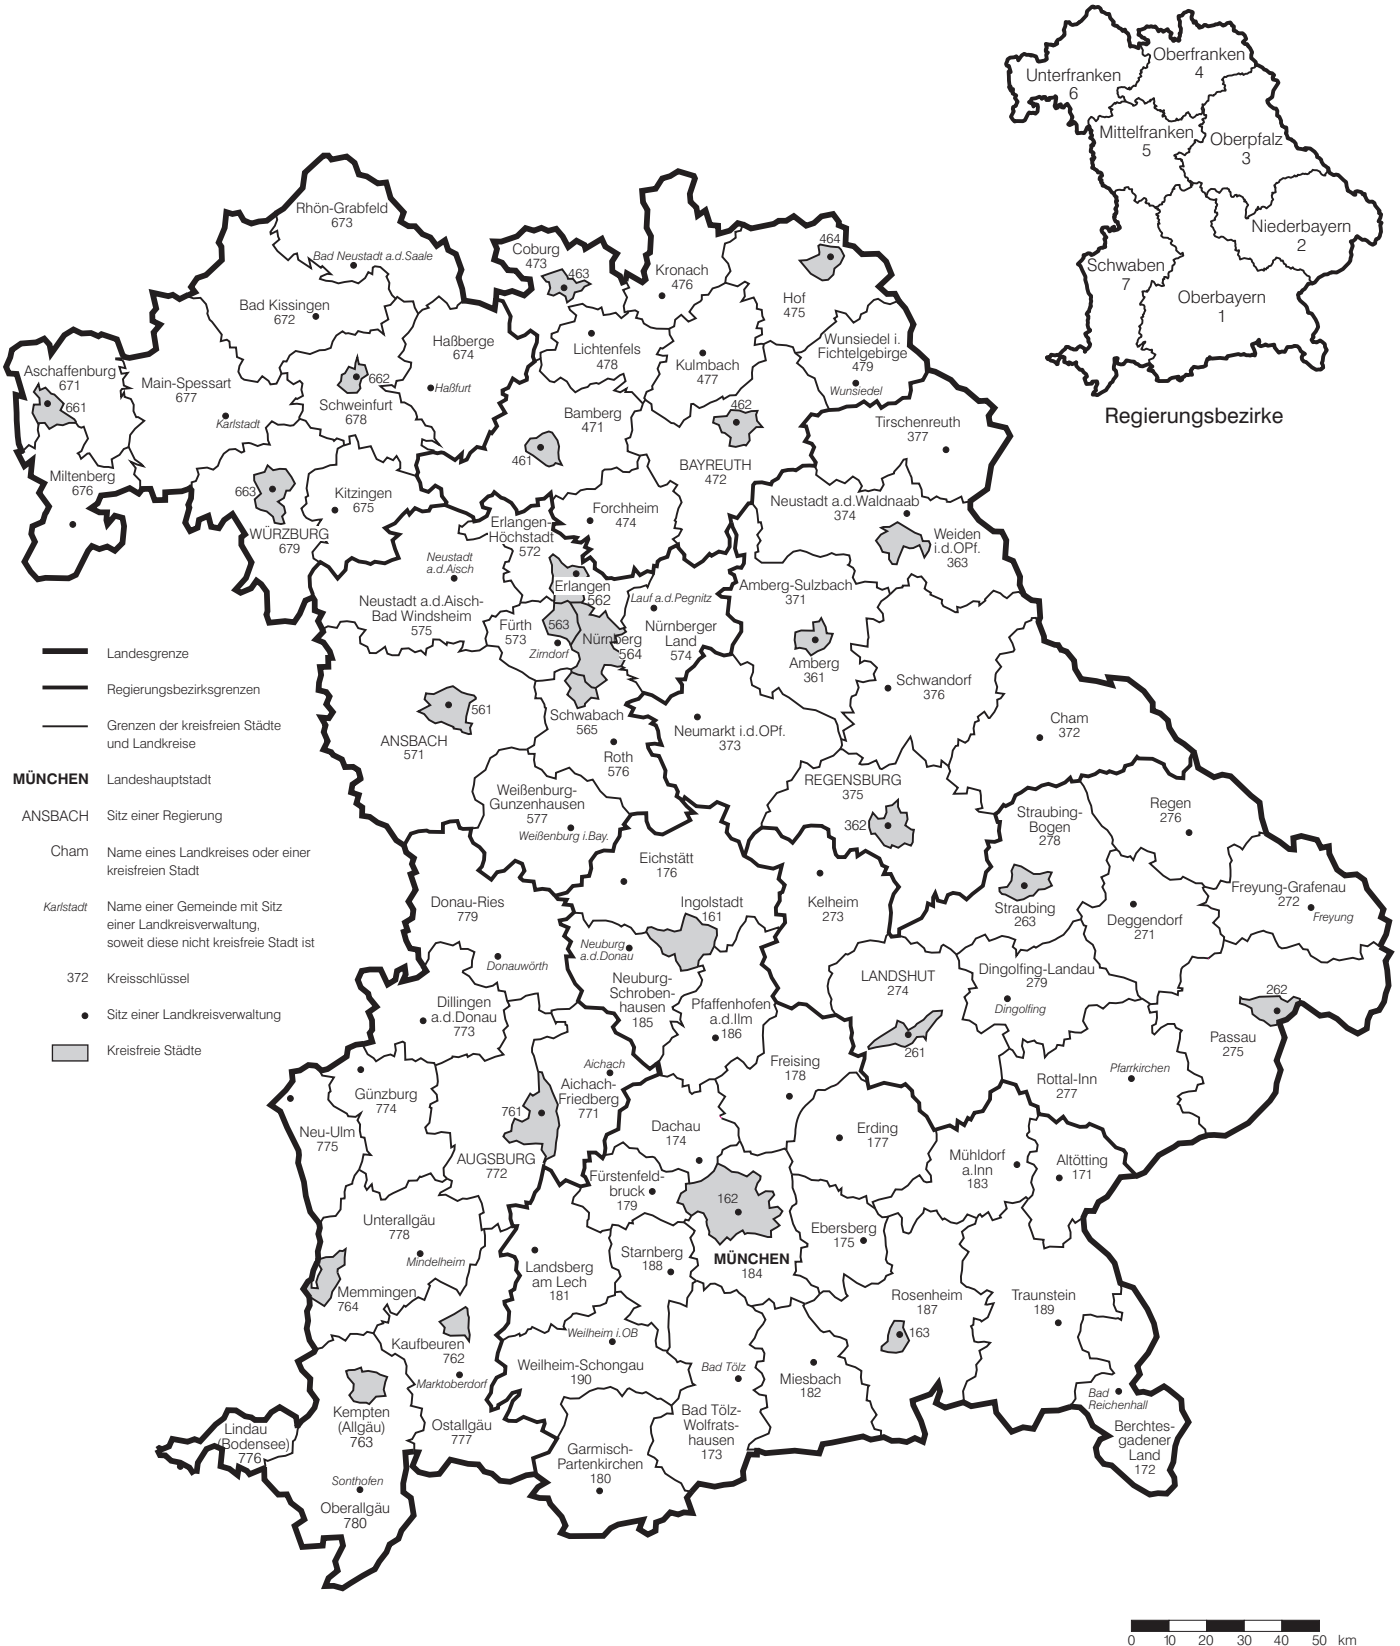 Unterfranken
6
Oberfranken
4
Mittelfranken
5
Oberpfalz
3
Niederbayern
2
Schwaben
7
Oberbayern
1
Regierungsbezirke
Rhön-Grabfeld
673
Bad Neustadt a.d.Saale
Bad Kissingen
672
Coburg
473
463
Kronach
476
464
Hof
475
Haßberge
674
Haßfurt
Lichtenfels
478
Kulmbach
477
Wunsiedel i.
Fichtelgebirge
479
Wunsiedel
Aschaffenburg
671
661
Main-Spessart
677
Karlstadt
662
Schweinfurt
678
Bamberg
471
461
462
BAYREUTH
472
Tirschenreuth
377
Miltenberg
676
663
WÜRZBURG
679
Kitzingen
675
Forchheim
474
Neustadt a.d.Waldnaab
374
Weiden
i.d.OPf.
363
Erlangen-
Höchstadt
572
Neustadt
a.d.Aisch
Neustadt a.d.Aisch-
Bad Windsheim
575
Erlangen
562
Lauf a.d.Pegnitz
Nürnberger
Land
574
Fürth
573
563
Zirndorf
Nürnberg
564
Amberg-Sulzbach
371
Amberg
361
Schwandorf
376
Cham
372
561
ANSBACH
571
Schwabach
565
Roth
576
Neumarkt i.d.OPf.
373
Weißenburg-
Gunzenhausen
577
Weißenburg i.Bay.
REGENSBURG
375
362
Straubing-
Bogen
278
Straubing
263
Regen
276
Freyung-Grafenau
272
Freyung
Deggendorf
271
Landesgrenze
Regierungsbezirksgrenzen
Grenzen der kreisfreien Städte
und Landkreise
MÜNCHEN Landeshauptstadt
ANSBACH Sitz einer Regierung
Cham Name eines Landkreises oder einer
kreisfreien Stadt
Karlstadt Name einer Gemeinde mit Sitz
einer Landkreisverwaltung,
soweit diese nicht kreisfreie Stadt ist
372 Kreisschlüssel
Sitz einer Landkreisverwaltung
Kreisfreie Städte
Eichstätt
176
Ingolstadt
161
Kelheim
273
Donau-Ries
779
Donauwörth
Neuburg
a.d.Donau
Neuburg-
Schroben-
hausen
185
Pfaffenhofen
a.d.Ilm
186
LANDSHUT
274
261
Dingolfing-Landau
279
Dingolfing
262
Passau
275
Rottal-Inn
277
Pfarrkirchen
Dillingen
a.d.Donau
773
Günzburg
774
Neu-Ulm
775
Aichach
Aichach-
Friedberg
771
761
AUGSBURG
772
Freising
178
Dachau
174
Erding
177
Mühldorf
a.Inn
183
Altötting
171
Fürstenfeld-
bruck
179
162
MÜNCHEN
184
Ebersberg
175
Unterallgäu
778
Mindelheim
Memmingen
764
Landsberg
am Lech
181
Starnberg
188
Rosenheim
187
163
Traunstein
189
Kaufbeuren
762
Marktoberdorf
Weilheim i.OB
Weilheim-Schongau
190
Bad Tölz
Bad Tölz-
Wolfrats-
hausen
173
Miesbach
182
Bad
Reichenhall
Berchtes-
gadener
Land
172
Kempten
(Allgäu)
763
Ostallgäu
777
Lindau
(Bodensee)
776
Sonthofen
Oberallgäu
780
Garmisch-
Partenkirchen
180
0 10 20 30 40 50 km